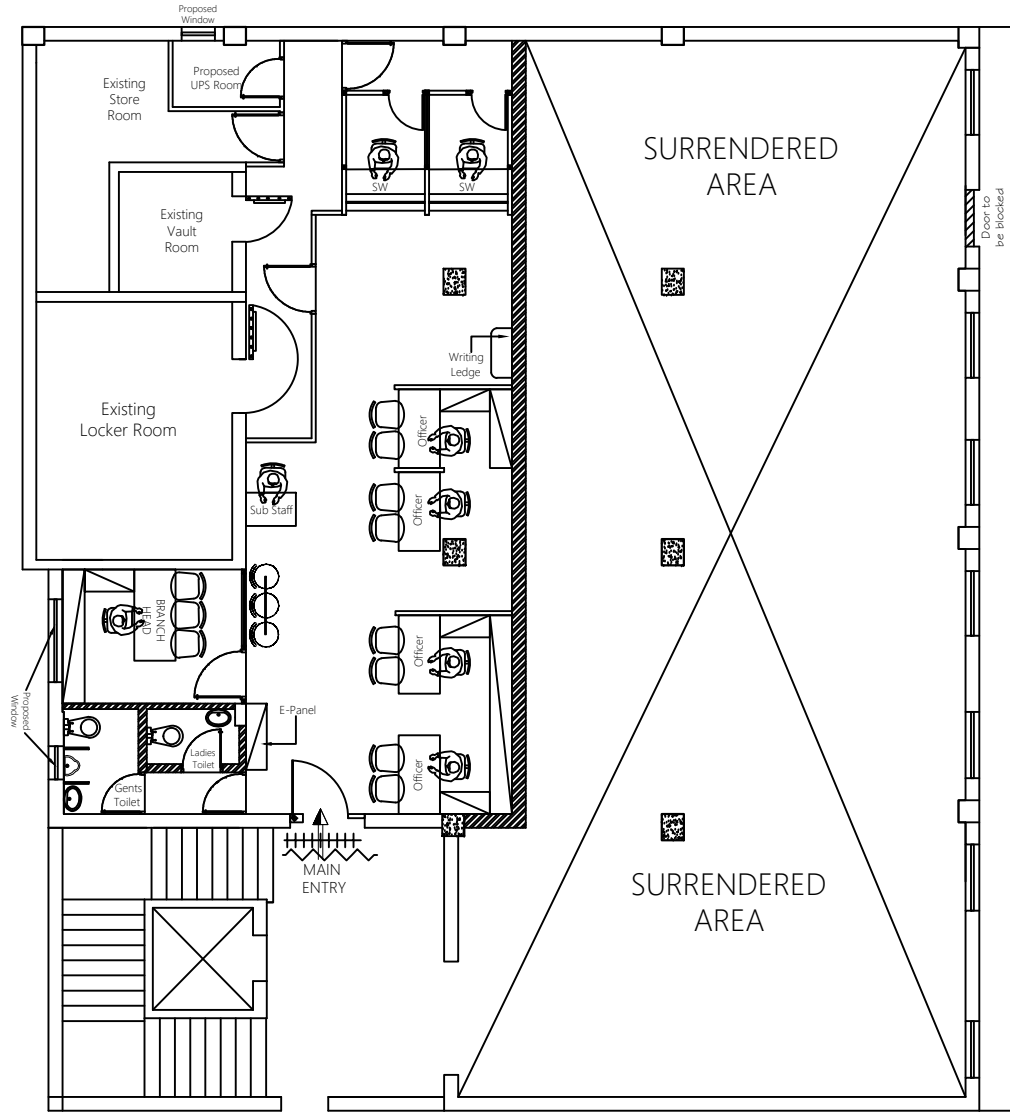 Proposed
Window
Proposed
UPS Room
Existing
Store
Room
SW
SW
SURRENDERED
AREA
Door to
be blocked
Existing
Vault
Room
Writing
Ledge
Existing
Locker Room
Officer
Officer
Sub Staff
BRANCH
HEAD
Officer
Proposed
Window
E-Panel
Ladies
Toilet
Gents
Toilet
Officer
MAIN
ENTRY
SURRENDERED
AREA